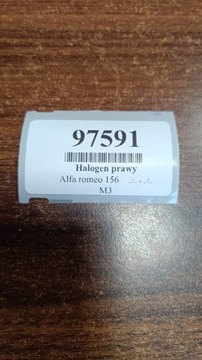 97591
Halogen prawy
Alfa romeo 156 ./. - ./.
M3